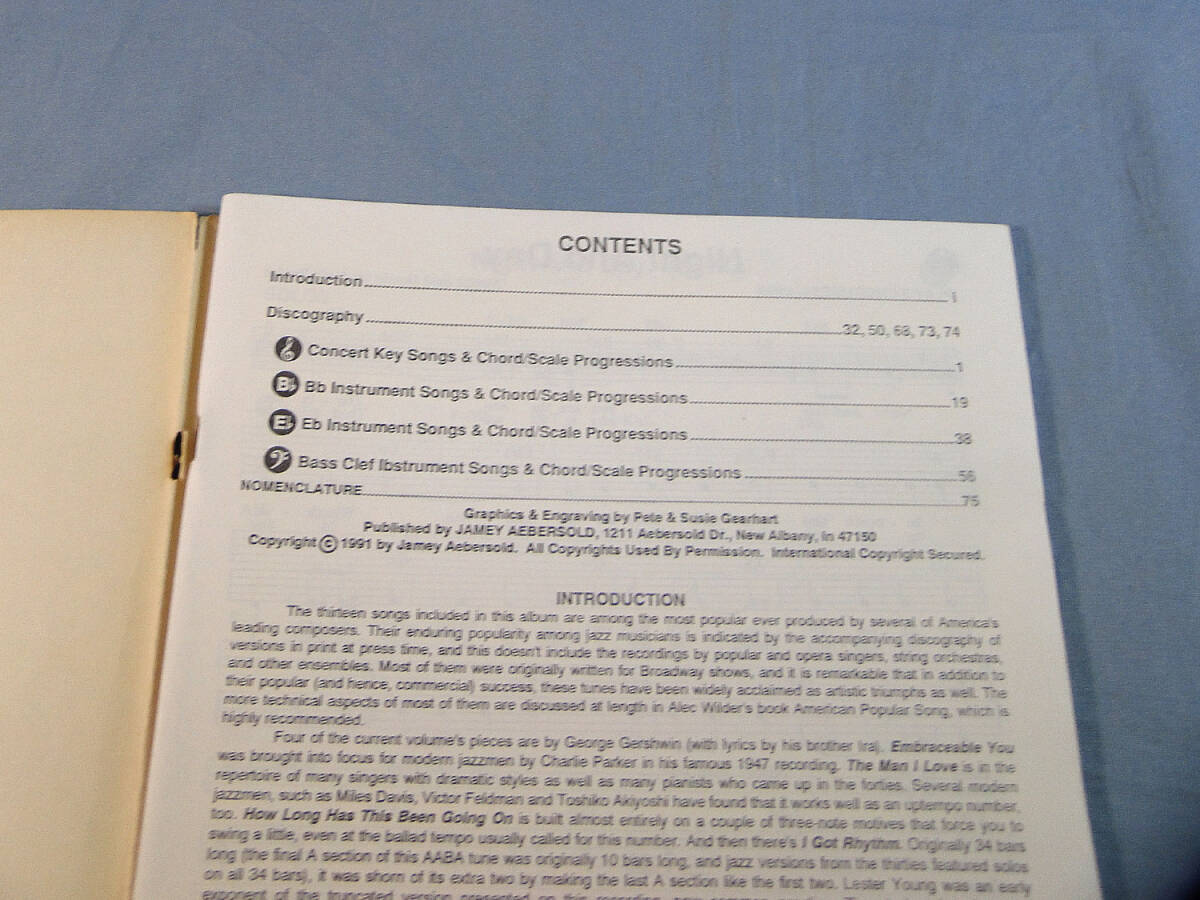 CONTENTS
Introduction i
Discography 32, 50, 68, 73, 74
Concert Key Songs & Chord/Scale Progressions 1
B♭ Bb Instrument Songs & Chord/Scale Progressions 19
E♭ Eb Instrument Songs & Chord/Scale Progressions 38
Bass Clef Ibstrument Songs & Chord/Scale Progressions 56
NOMENCLATURE 75
Graphics & Engraving by Pete & Susie Gearhart
Published by JAMEY AEBERSOLD, 1211 Aebersold Dr., New Albany, In 47150
Copyright © 1991 by Jamey Aebersold. All Copyrights Used By Permission. International Copyright Secured.
INTRODUCTION
The thirteen songs included in this album are among the most popular ever produced by several of America's
leading composers. Their enduring popularity among jazz musicians is indicated by the accompanying discography of
versions in print at press time, and this doesn't include the recordings by popular and opera singers, string orchestras,
and other ensembles. Most of them were originally written for Broadway shows, and it is remarkable that in addition to
their popular (and hence, commercial) success, these tunes have been widely acclaimed as artistic triumphs as well. The
more technical aspects of most of them are discussed at length in Alec Wilder's book American Popular Song, which is
highly recommended.
Four of the current volume's pieces are by George Gershwin (with lyrics by his brother Ira). Embraceable You
was brought into focus for modern jazzmen by Charlie Parker in his famous 1947 recording. The Man I Love is in the
repertoire of many singers with dramatic styles as well as many pianists who came up in the forties. Several modern
jazzmen, such as Miles Davis, Victor Feldman and Toshiko Akiyoshi have found that it works well as an uptempo number,
too. How Long Has This Been Going On is built almost entirely on a couple of three-note motives that force you to
swing a little, even at the ballad tempo usually called for this number. And then there's I Got Rhythm. Originally 34 bars
long (the final A section of this AABA tune was originally 10 bars long, and jazz versions from the thirties featured solos
on all 34 bars), it was shorn of its extra two by making the last A section like the first two. Lester Young was an early
exponent of the truncated version presented on this recording,